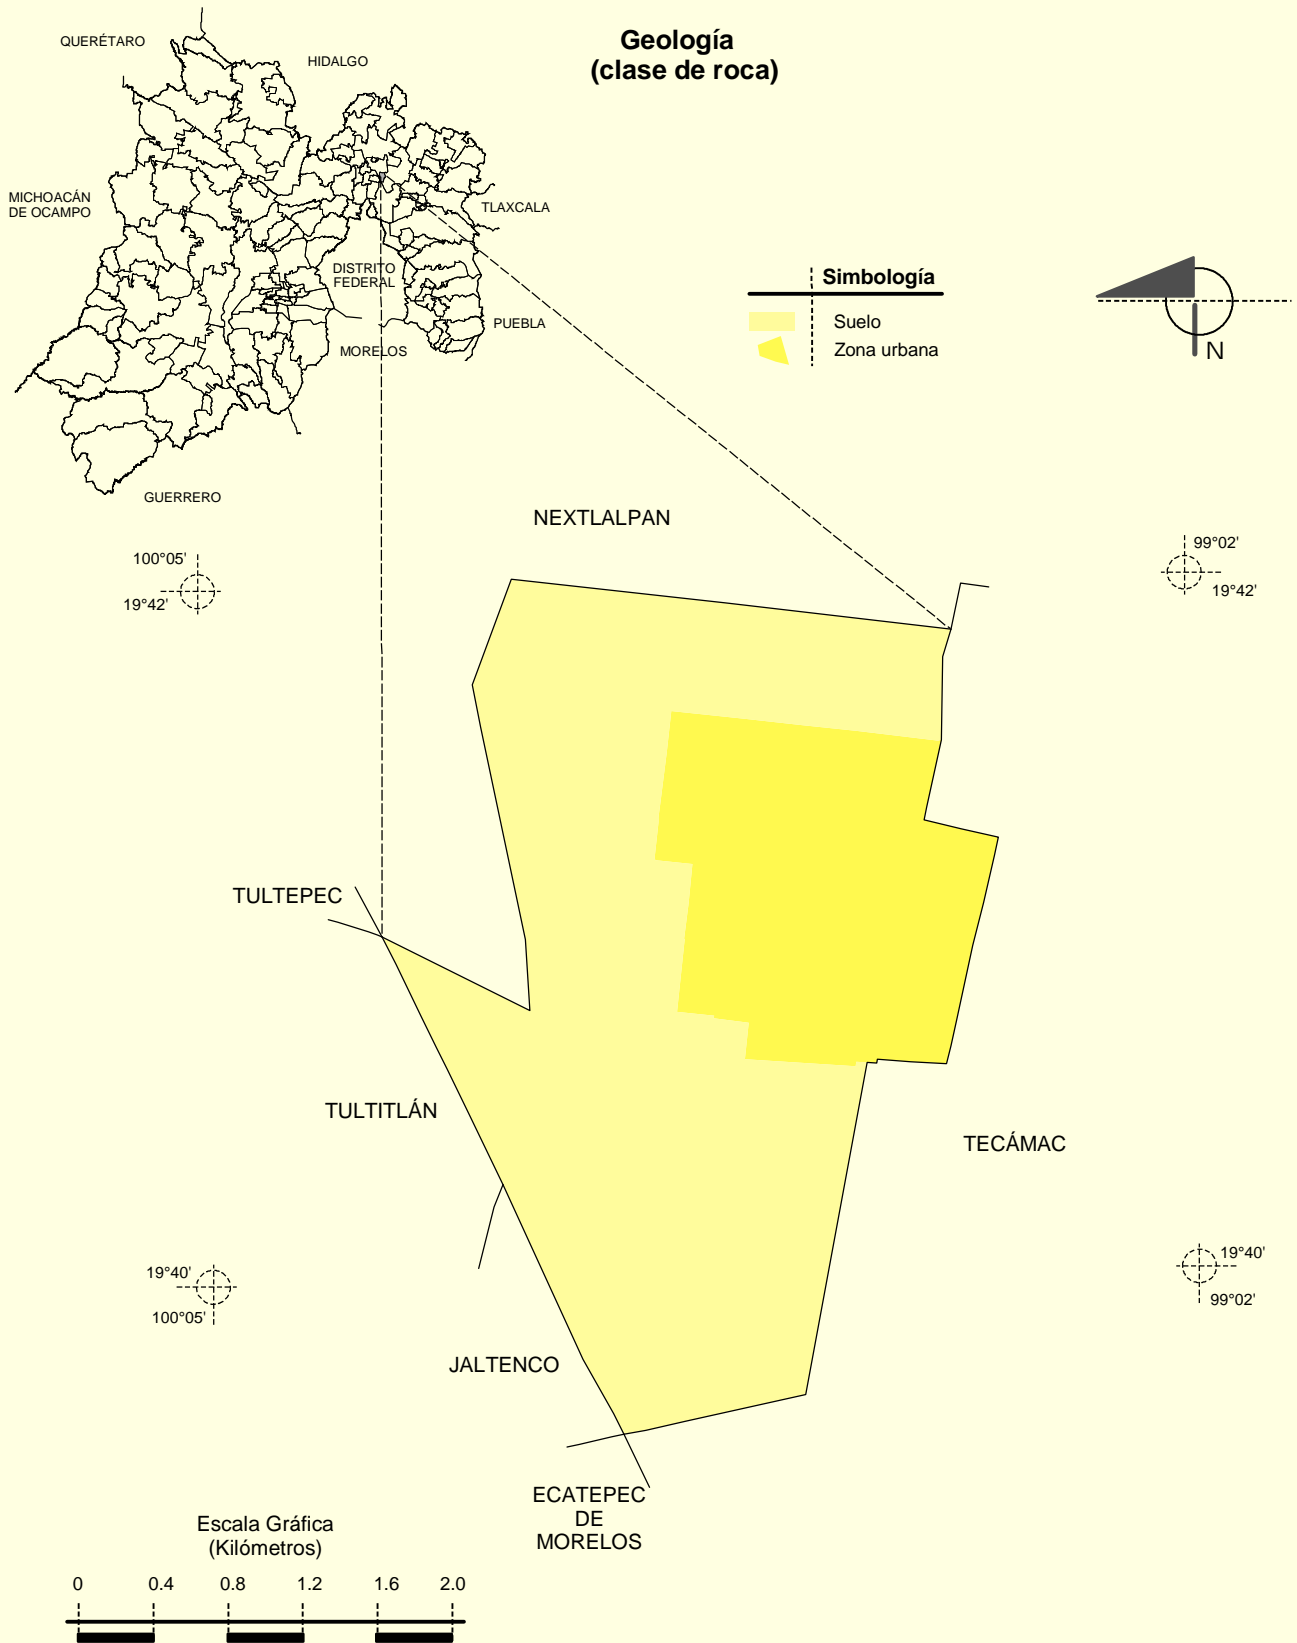 Geología
(clase de roca)
QUERÉTARO
HIDALGO
MICHOACÁN
DE OCAMPO
TLAXCALA
DISTRITO
FEDERAL
PUEBLA
MORELOS
GUERRERO
Simbología
Suelo
Zona urbana
N
NEXTLALPAN
100°05'
19°42'
99°02'
19°42'
TULTEPEC
TULTITLÁN
TECÁMAC
19°40'
100°05'
19°40'
99°02'
JALTENCO
ECATEPEC
DE
MORELOS
Escala Gráfica
(Kilómetros)
0 0.4 0.8 1.2 1.6 2.0